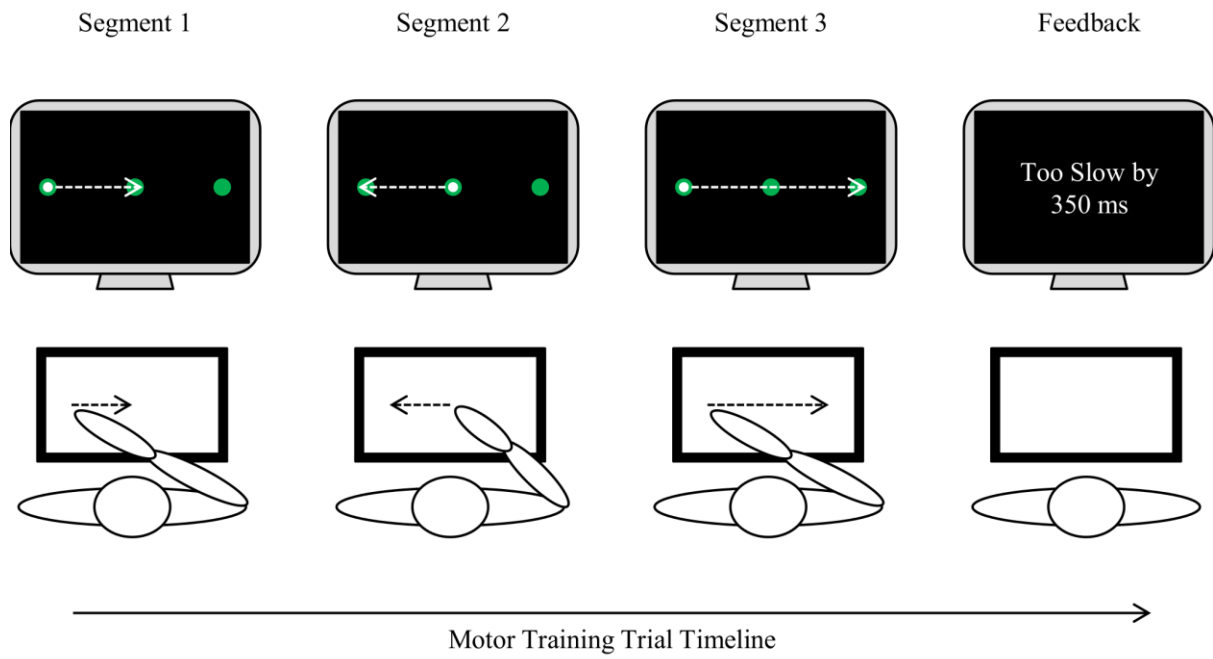 Segment 1
Segment 2
Segment 3
Feedback
Too Slow by
350 ms
Motor Training Trial Timeline